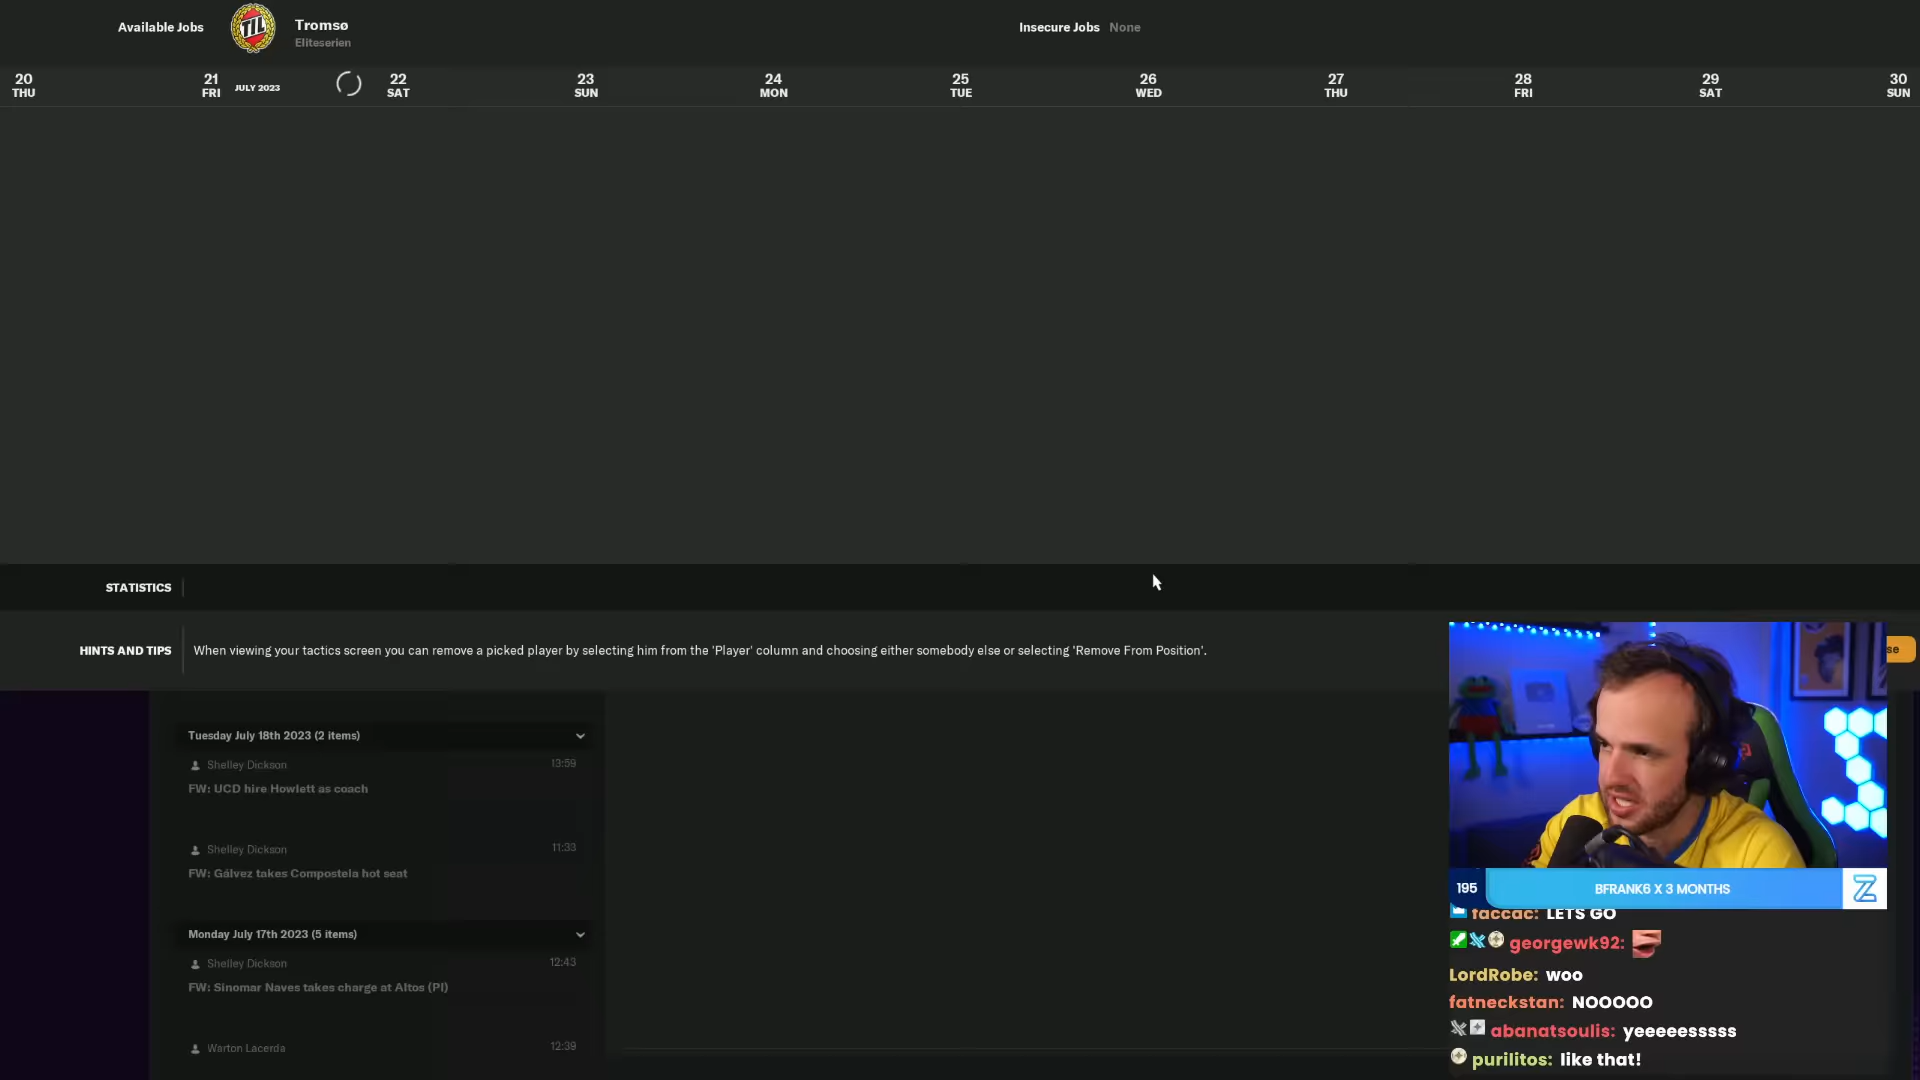 Available Jobs
TIL
Tromsø
Eliteserien
Insecure Jobs None
20 THU
21 FRI
JULY 2023
22 SAT
23 SUN
24 MON
25 TUE
26 WED
27 THU
28 FRI
29 SAT
30 SUN
STATISTICS
HINTS AND TIPS
When viewing your tactics screen you can remove a picked player by selecting him from the 'Player' column and choosing either somebody else or selecting 'Remove From Position'.
se
Tuesday July 18th 2023 (2 items)
Shelley Dickson 13:59
FW: UCD hire Howlett as coach
Shelley Dickson 11:33
FW: Gálvez takes Compostela hot seat
Monday July 17th 2023 (5 items)
Shelley Dickson 12:43
FW: Sinomar Naves takes charge at Altos (PI)
Warton Lacerda 12:39
195 BFRANK6 X 3 MONTHS
faccac: LETS GO
georgewk92:
LordRobe: woo
fatneckstan: NOOOOO
abanatsoulis: yeeeeesssss
purilitos: like that!